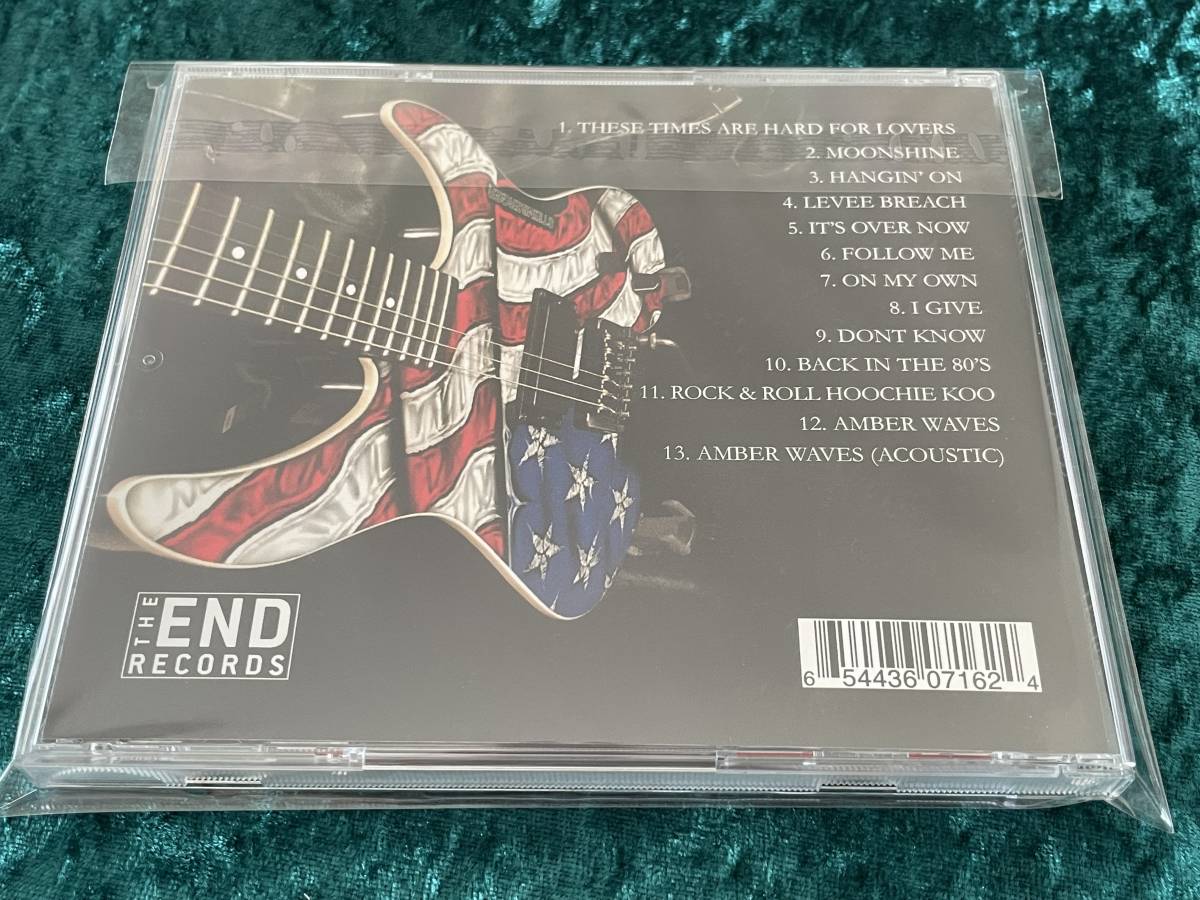 1. THESE TIMES ARE HARD FOR LOVERS
2. MOONSHINE
3. HANGIN' ON
4. LEVEE BREACH
5. IT'S OVER NOW
6. FOLLOW ME
7. ON MY OWN
8. I GIVE
9. DONT KNOW
10. BACK IN THE 80'S
11. ROCK & ROLL HOOCHIE KOO
12. AMBER WAVES
13. AMBER WAVES (ACOUSTIC)
THE END
RECORDS
6 54436 07162 4